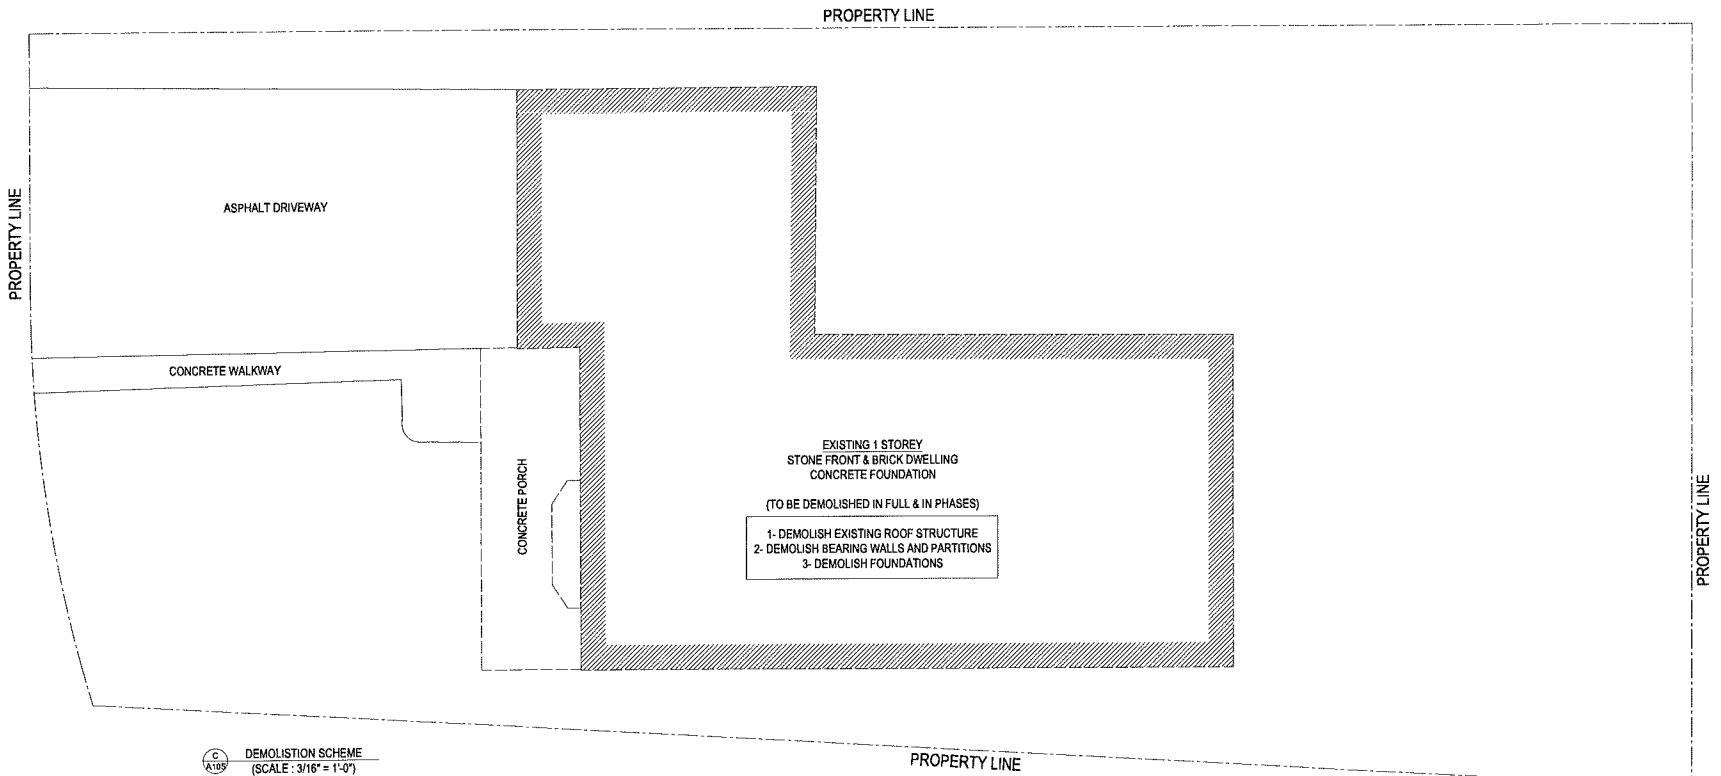 PROPERTY LINE
PROPERTY LINE
ASPHALT DRIVEWAY
CONCRETE WALKWAY
CONCRETE PORCH
EXISTING 1 STOREY
STONE FRONT & BRICK DWELLING
CONCRETE FOUNDATION
(TO BE DEMOLISHED IN FULL & IN PHASES)
1- DEMOLISH EXISTING ROOF STRUCTURE
2- DEMOLISH BEARING WALLS AND PARTITIONS
3- DEMOLISH FOUNDATIONS
PROPERTY LINE
PROPERTY LINE
C
A105
DEMOLISTION SCHEME
(SCALE : 3/16" = 1'-0")